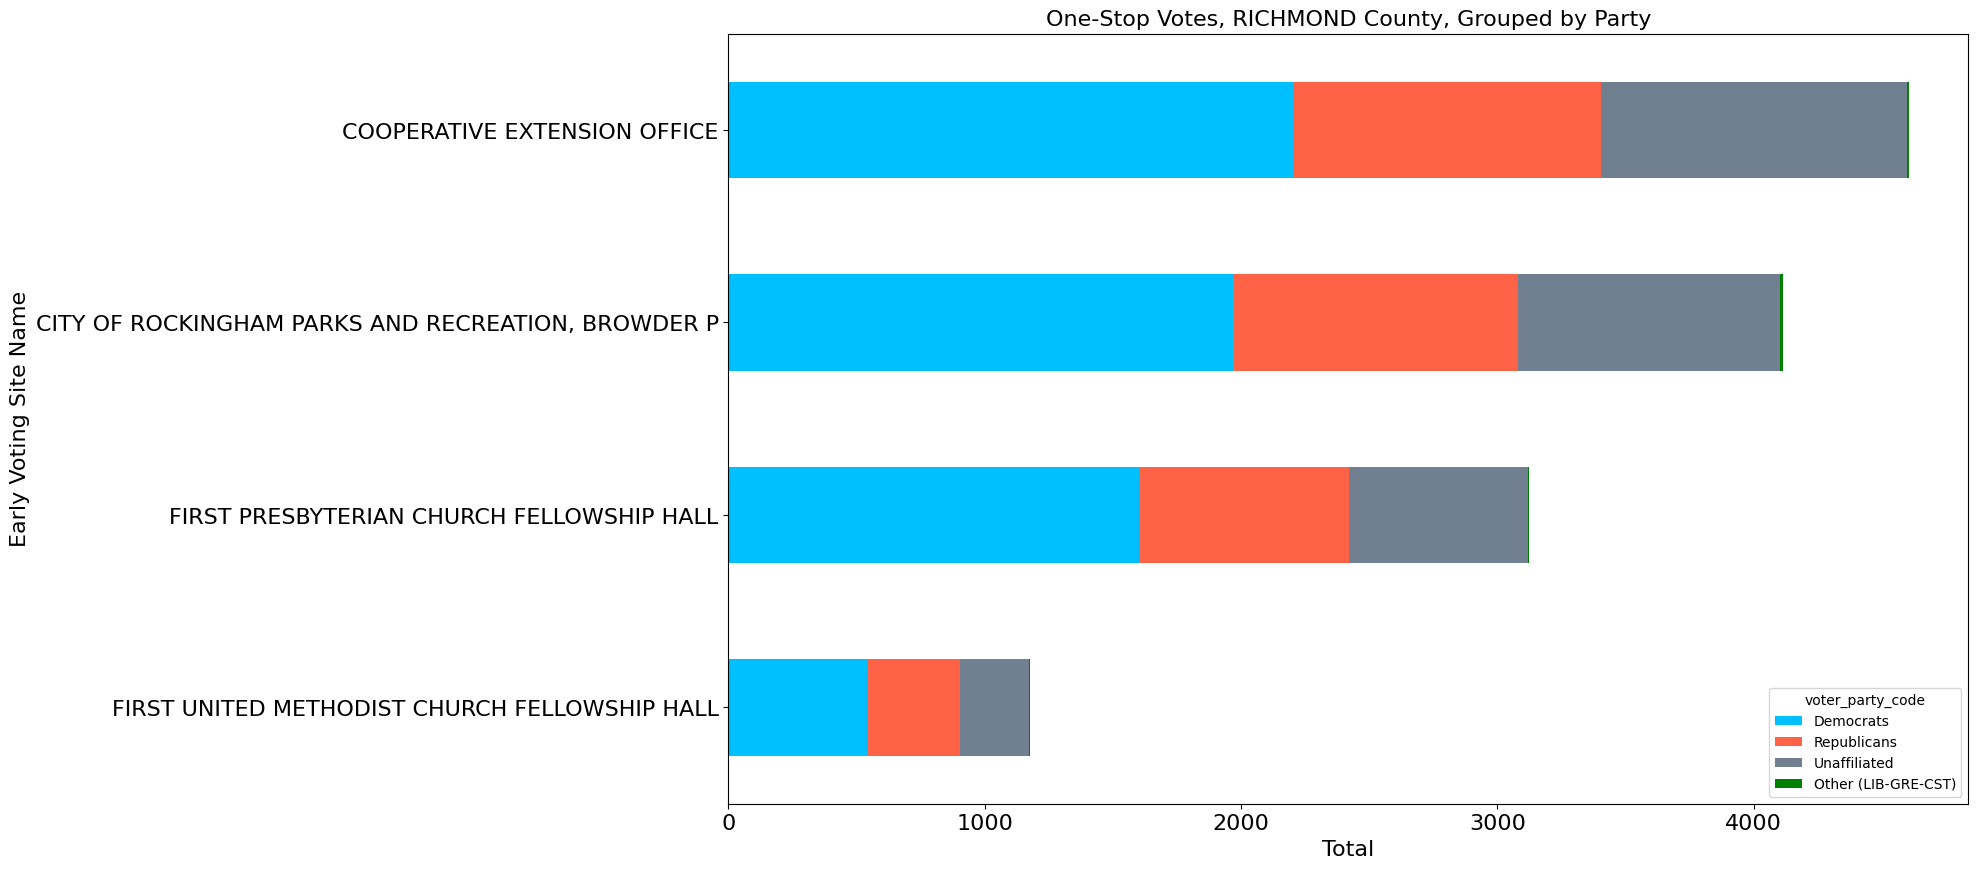 One-Stop Votes, RICHMOND County, Grouped by Party
Early Voting Site Name
COOPERATIVE EXTENSION OFFICE
CITY OF ROCKINGHAM PARKS AND RECREATION, BROWDER P
FIRST PRESBYTERIAN CHURCH FELLOWSHIP HALL
FIRST UNITED METHODIST CHURCH FELLOWSHIP HALL
voter_party_code
Democrats
Republicans
Unaffiliated
Other (LIB-GRE-CST)
0 1000 2000 3000 4000
Total